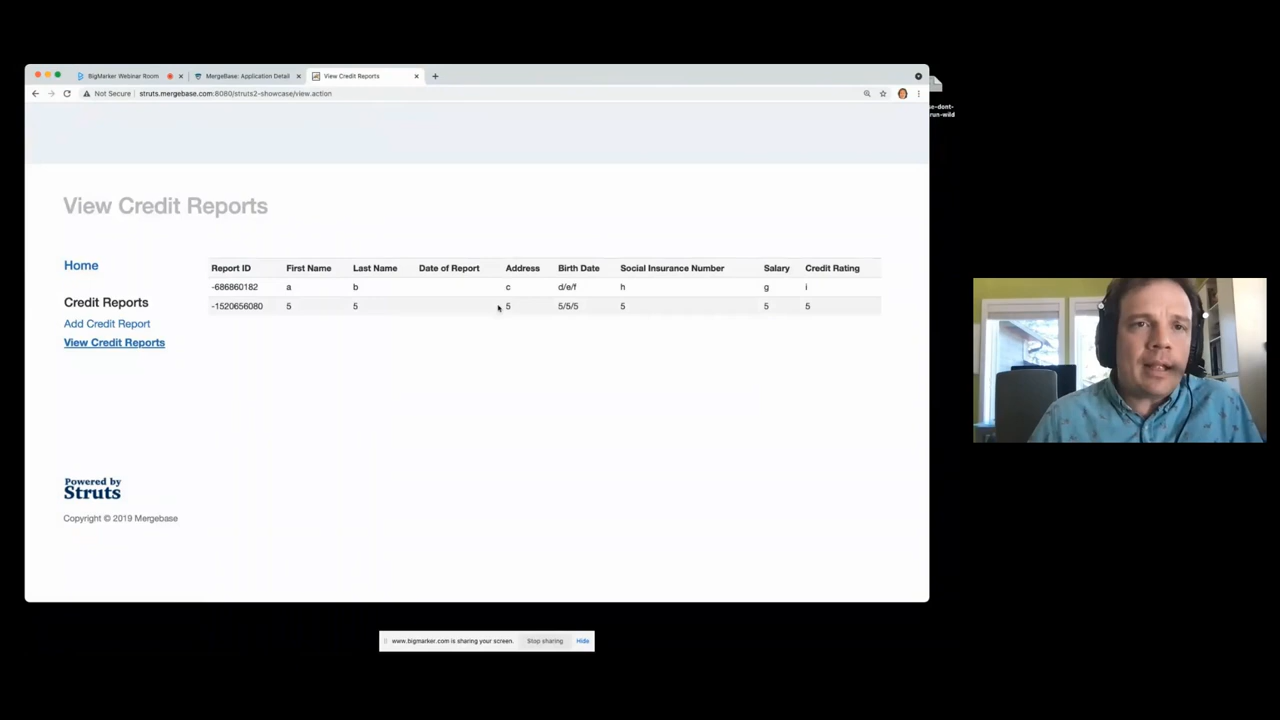 BigMarker Webinar Room
MergeBase: Application Detail
View Credit Reports
Not Secure
struts.mergebase.com:8080/struts2-showcase/view.action
View Credit Reports
Home
Credit Reports
Add Credit Report
View Credit Reports
Report ID First Name Last Name Date of Report Address Birth Date Social Insurance Number Salary Credit Rating
-686860182 a b c d/e/f h g i
-1520656080 5 5 5 5/5/5 5 5 5
Powered by
Struts
Copyright © 2019 Mergebase
www.bigmarker.com is sharing your screen. Stop sharing Hide
se-dont-
run-wild